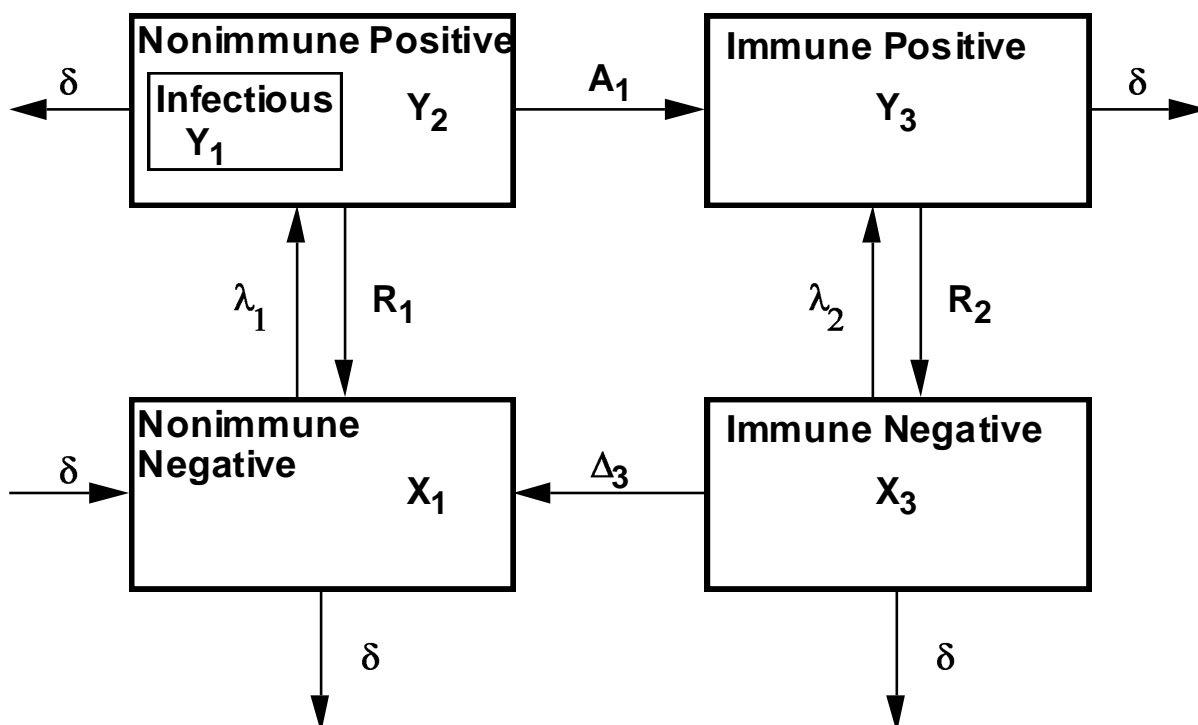 Nonimmune Positive
Infectious
Y1
Y2
δ
A1
Immune Positive
Y3
δ
λ1
R1
λ2
R2
Nonimmune
Negative
X1
δ
Δ3
Immune Negative
X3
δ
δ